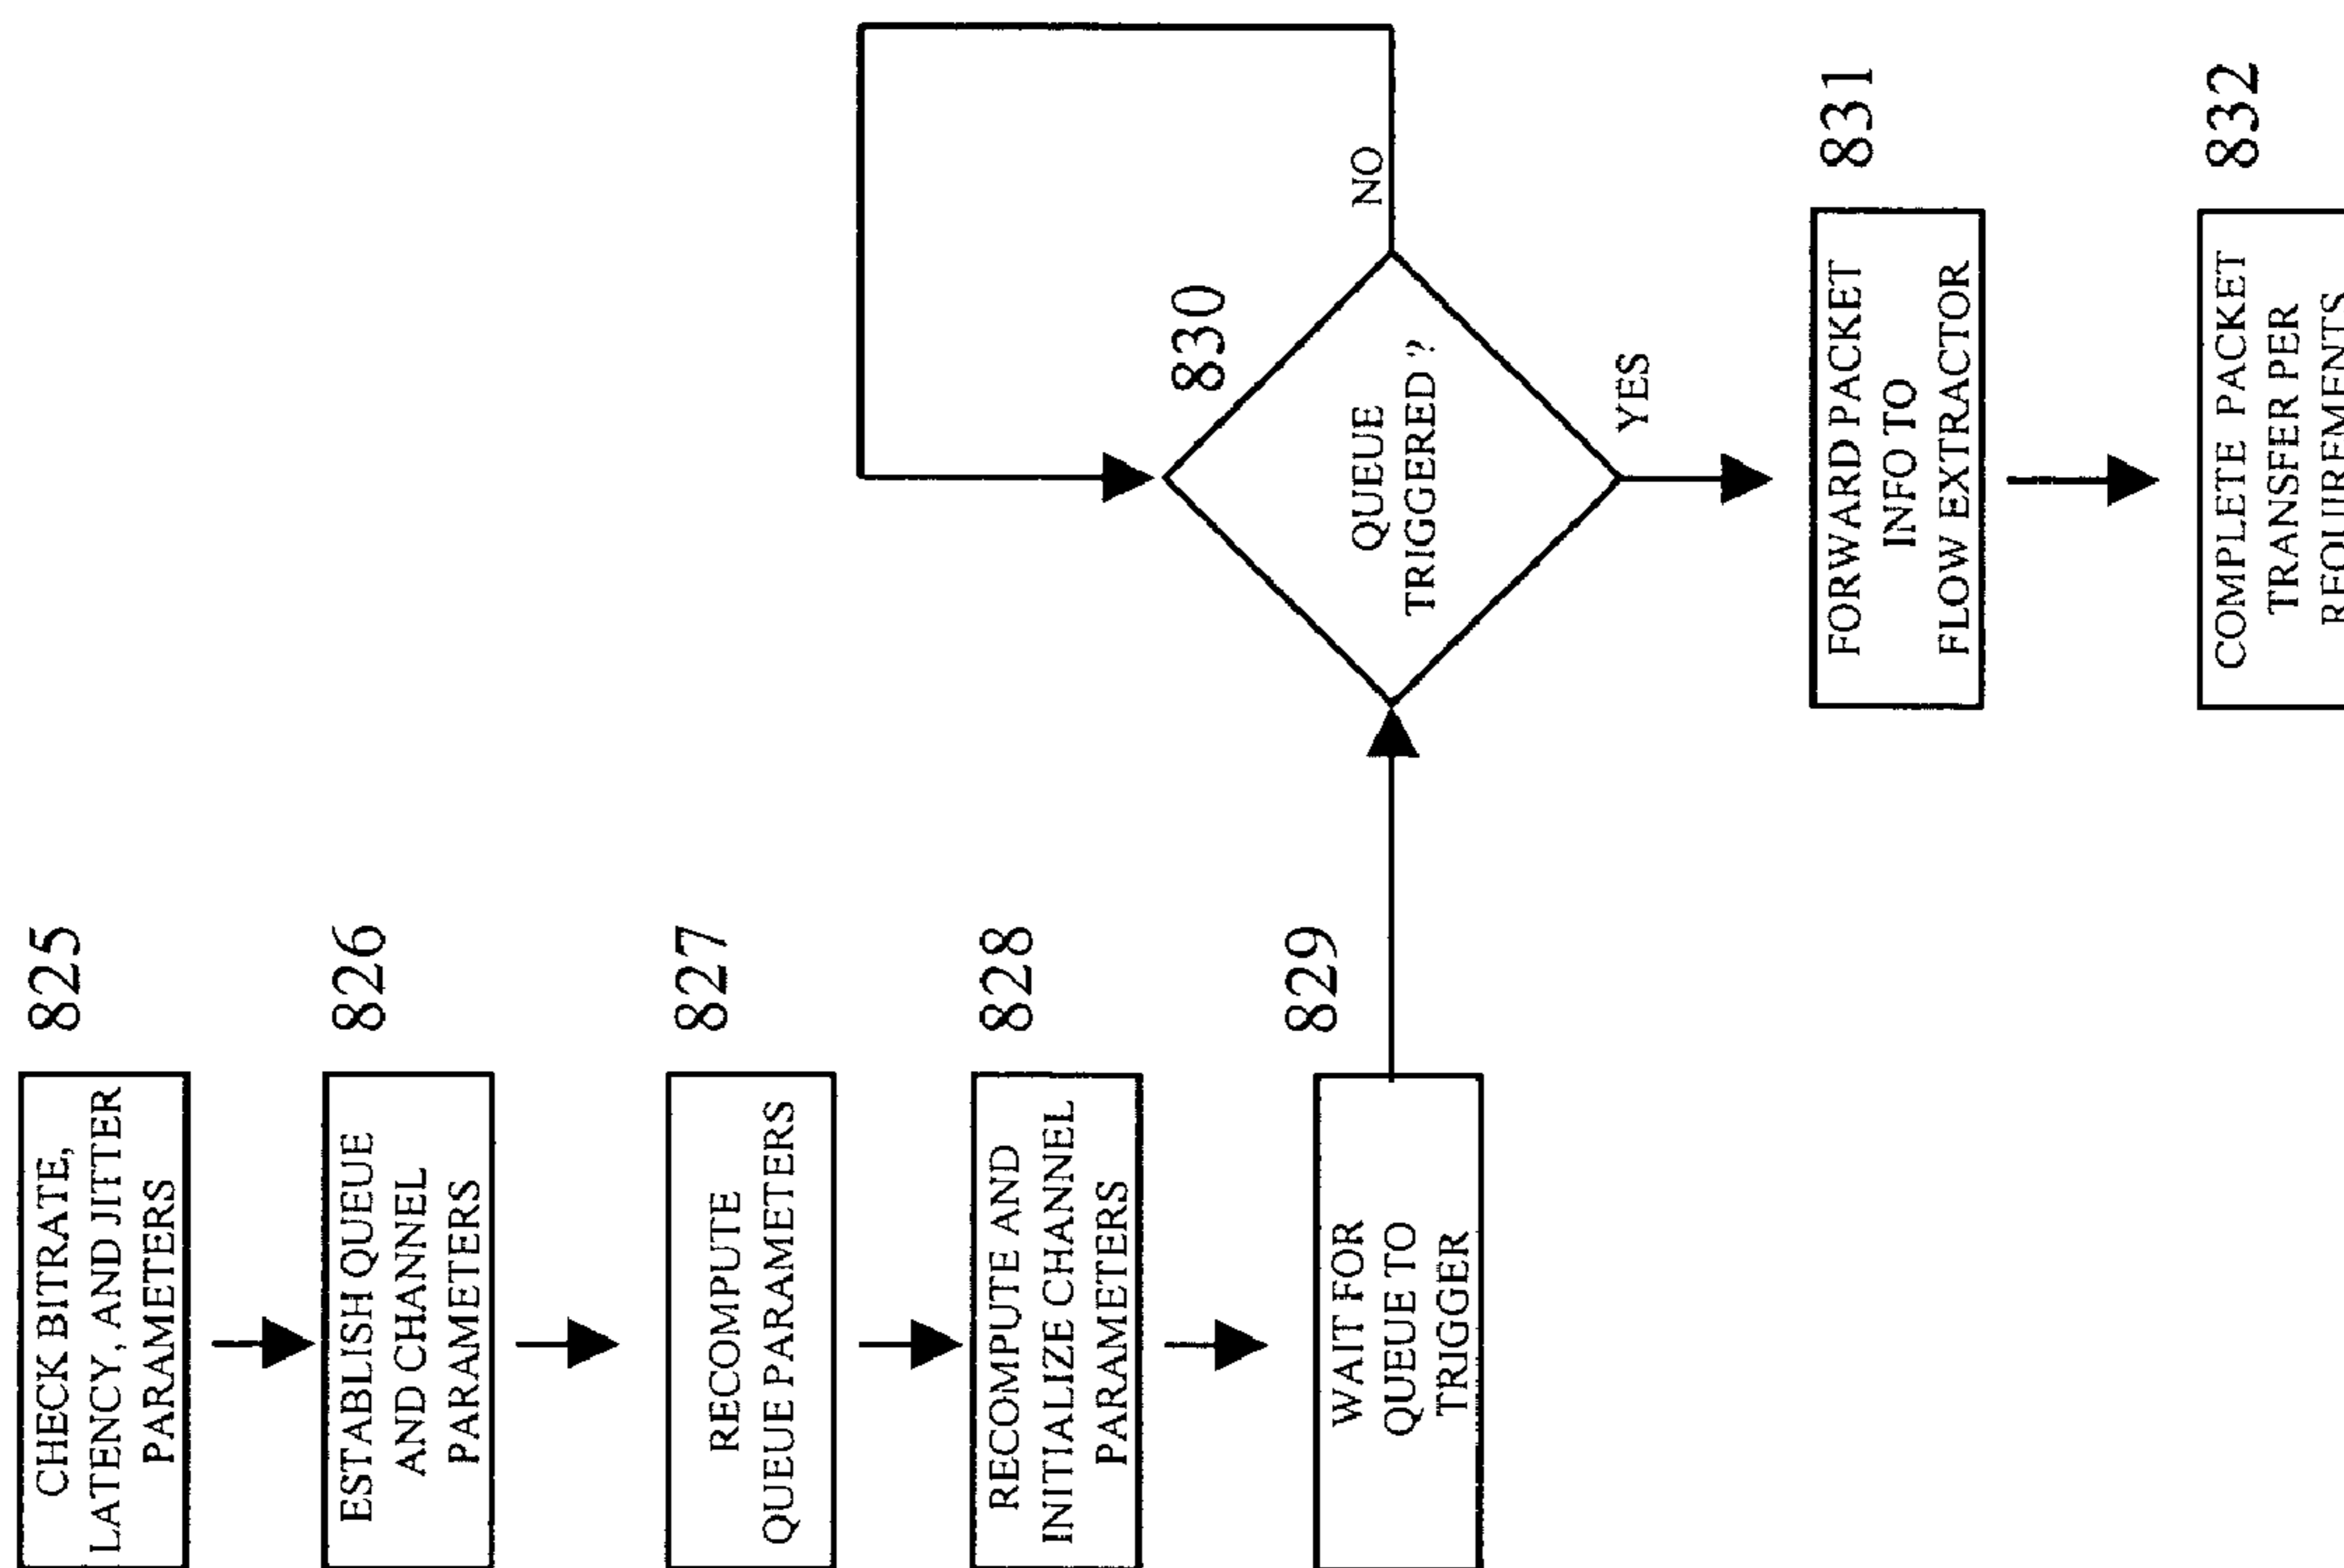 825
CHECK BITRATE,
LATENCY, AND JITTER
PARAMETERS
826
ESTABLISH QUEUE
AND CHANNEL
PARAMETERS
827
RECOMPUTE
QUEUE PARAMETERS
828
RECOMPUTE AND
INITIALIZE CHANNEL
PARAMETERS
829
WAIT FOR
QUEUE TO
TRIGGER
830
QUEUE
TRIGGERED ?
NO
YES
831
FORWARD PACKET
INFO TO
FLOW EXTRACTOR
832
COMPLETE PACKET
TRANSFER PER
REQUIREMENTS